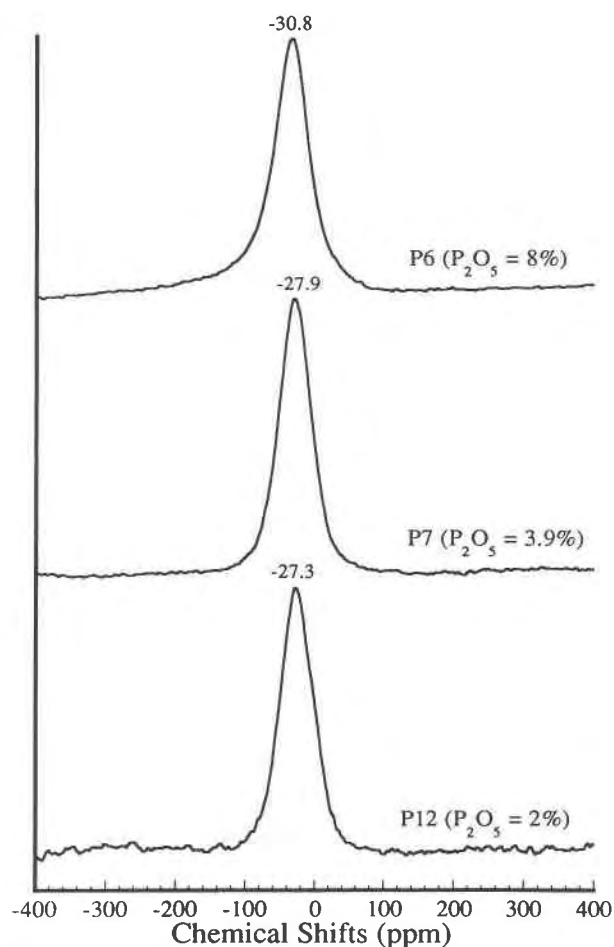 -30.8
P6 (P₂O₅ = 8%)
-27.9
P7 (P₂O₅ = 3.9%)
-27.3
P12 (P₂O₅ = 2%)
-400 -300 -200 -100 0 100 200 300 400
Chemical Shifts (ppm)